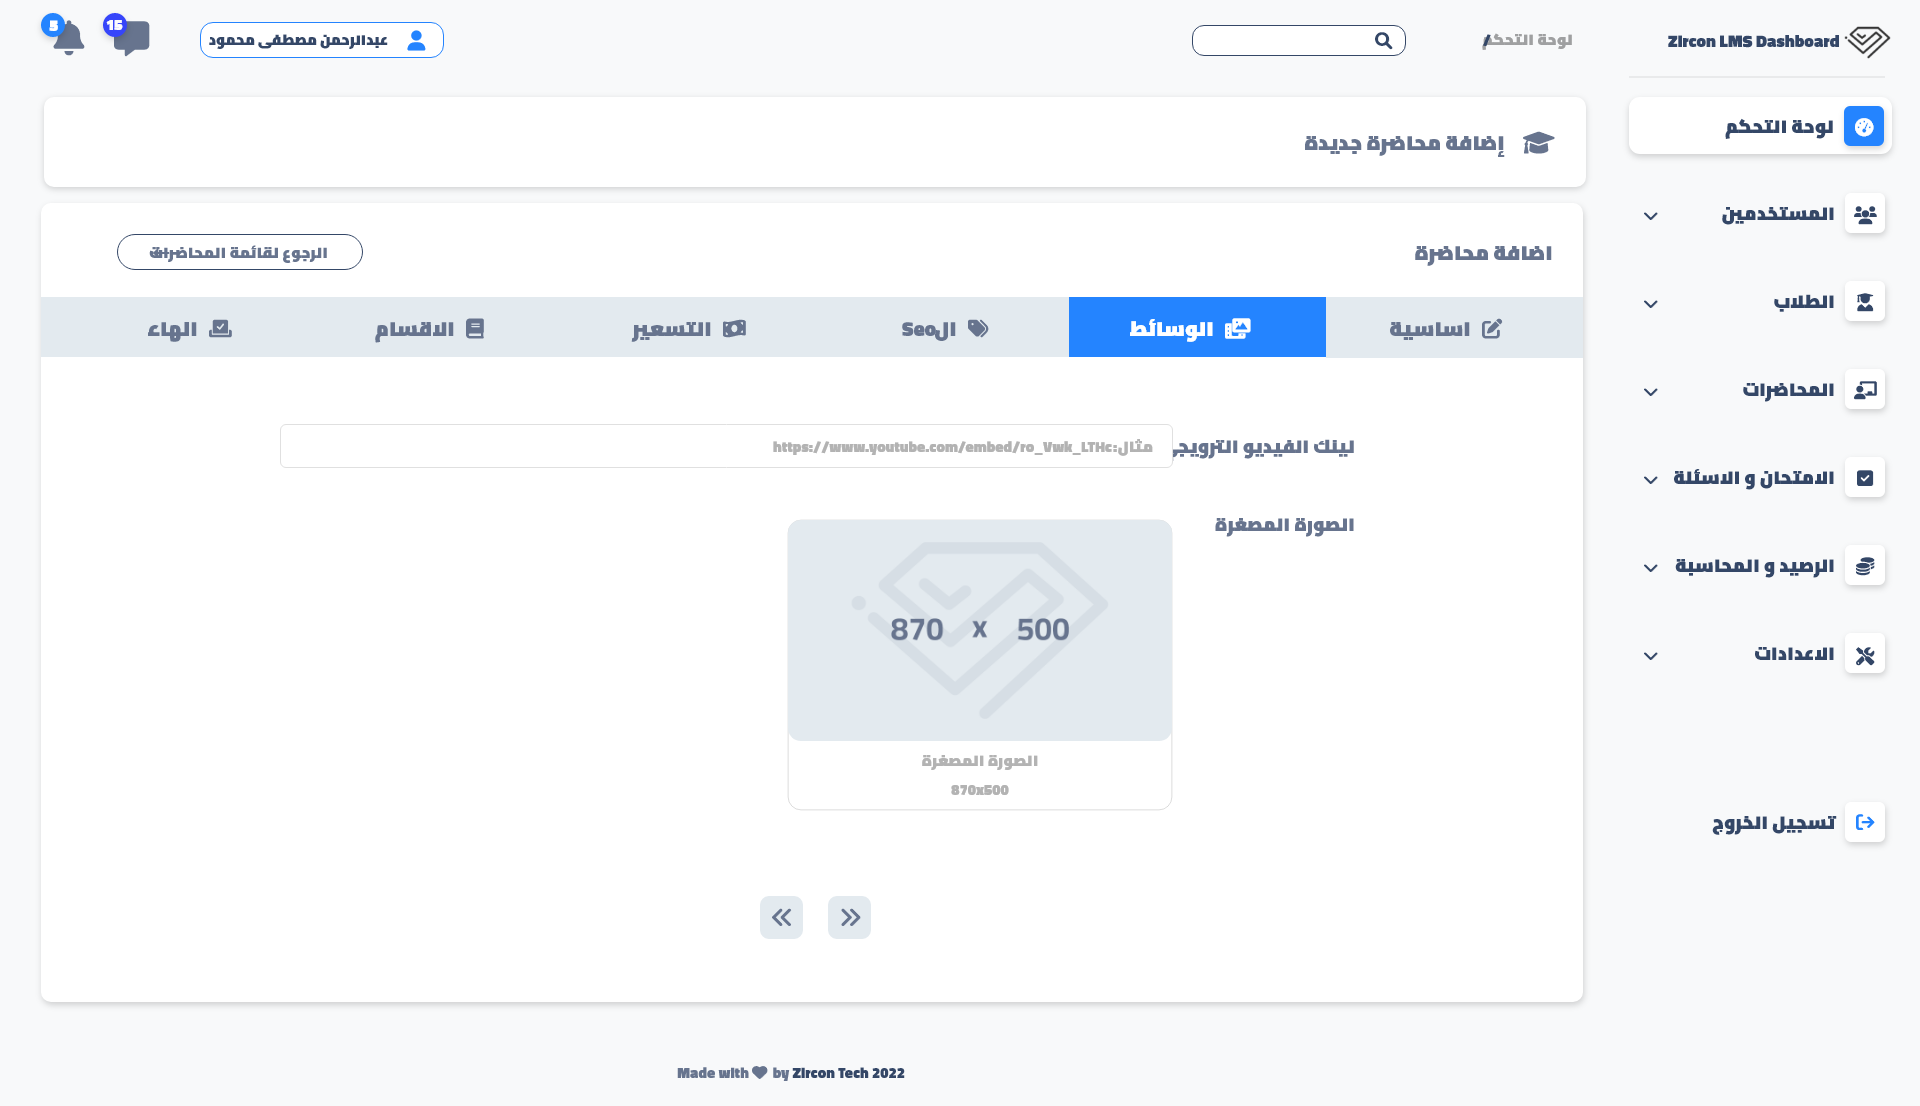 Zircon LMS Dashboard
لوحة التحكم /
عبدالرحمن مصطفى محمود
15
5
لوحة التحكم
المستخدمين
الطلاب
المحاضرات
الامتحان و الاسئلة
الرصيد و المحاسبة
الاعدادات
تسجيل الخروج
إضافة محاضرة جديدة
اضافة محاضرة
الرجوع لقائمة المحاضرات
اساسية
الوسائط
الSeo
التسعير
الاقسام
الهاء
لينك الفيديو الترويجي
مثال:https://www.youtube.com/embed/ro_Vwk_LTHc
الصورة المصغرة
870 x 500
الصورة المصغرة
870x500
Made with by Zircon Tech 2022